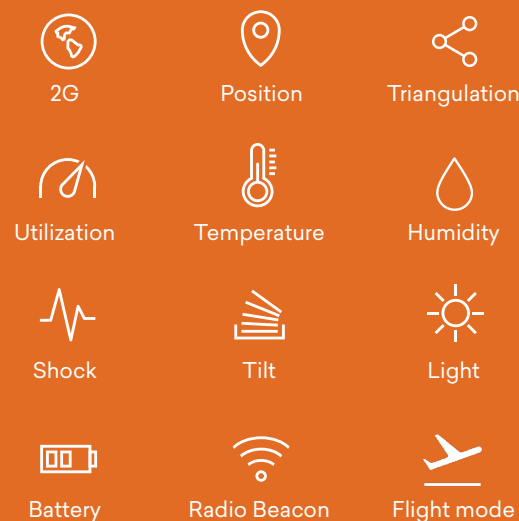 2G
Position
Triangulation
Utilization
Temperature
Humidity
Shock
Tilt
Light
Battery
Radio Beacon
Flight mode